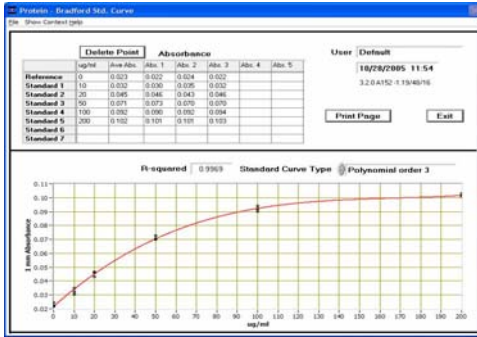 Protein - Bradford Std. Curve
File Show Context Help
Delete Point Absorbance User Default
ug/ml Ave Abs. Abs. 1 Abs. 2 Abs. 3 Abs. 4 Abs. 5
10/28/2005 11:54
Reference 0 0.023 0.022 0.024 0.022
3.2.0 A152 -1.19/48/16
Standard 1 10 0.032 0.030 0.035 0.032
Standard 2 20 0.045 0.046 0.043 0.046
Standard 3 50 0.071 0.073 0.070 0.070
Standard 4 100 0.092 0.090 0.092 0.094
Standard 5 200 0.102 0.101 0.101 0.103
Standard 6
Standard 7
Print Page Exit
R-squared 0.9969 Standard Curve Type Polynomial order 3
0.11
0.10
0.09
0.08
0.07
0.06
0.05
0.04
0.03
0.02
1 mm Absorbance
0 10 20 30 40 50 60 70 80 90 100 110 120 130 140 150 160 170 180 190 200
ug/ml